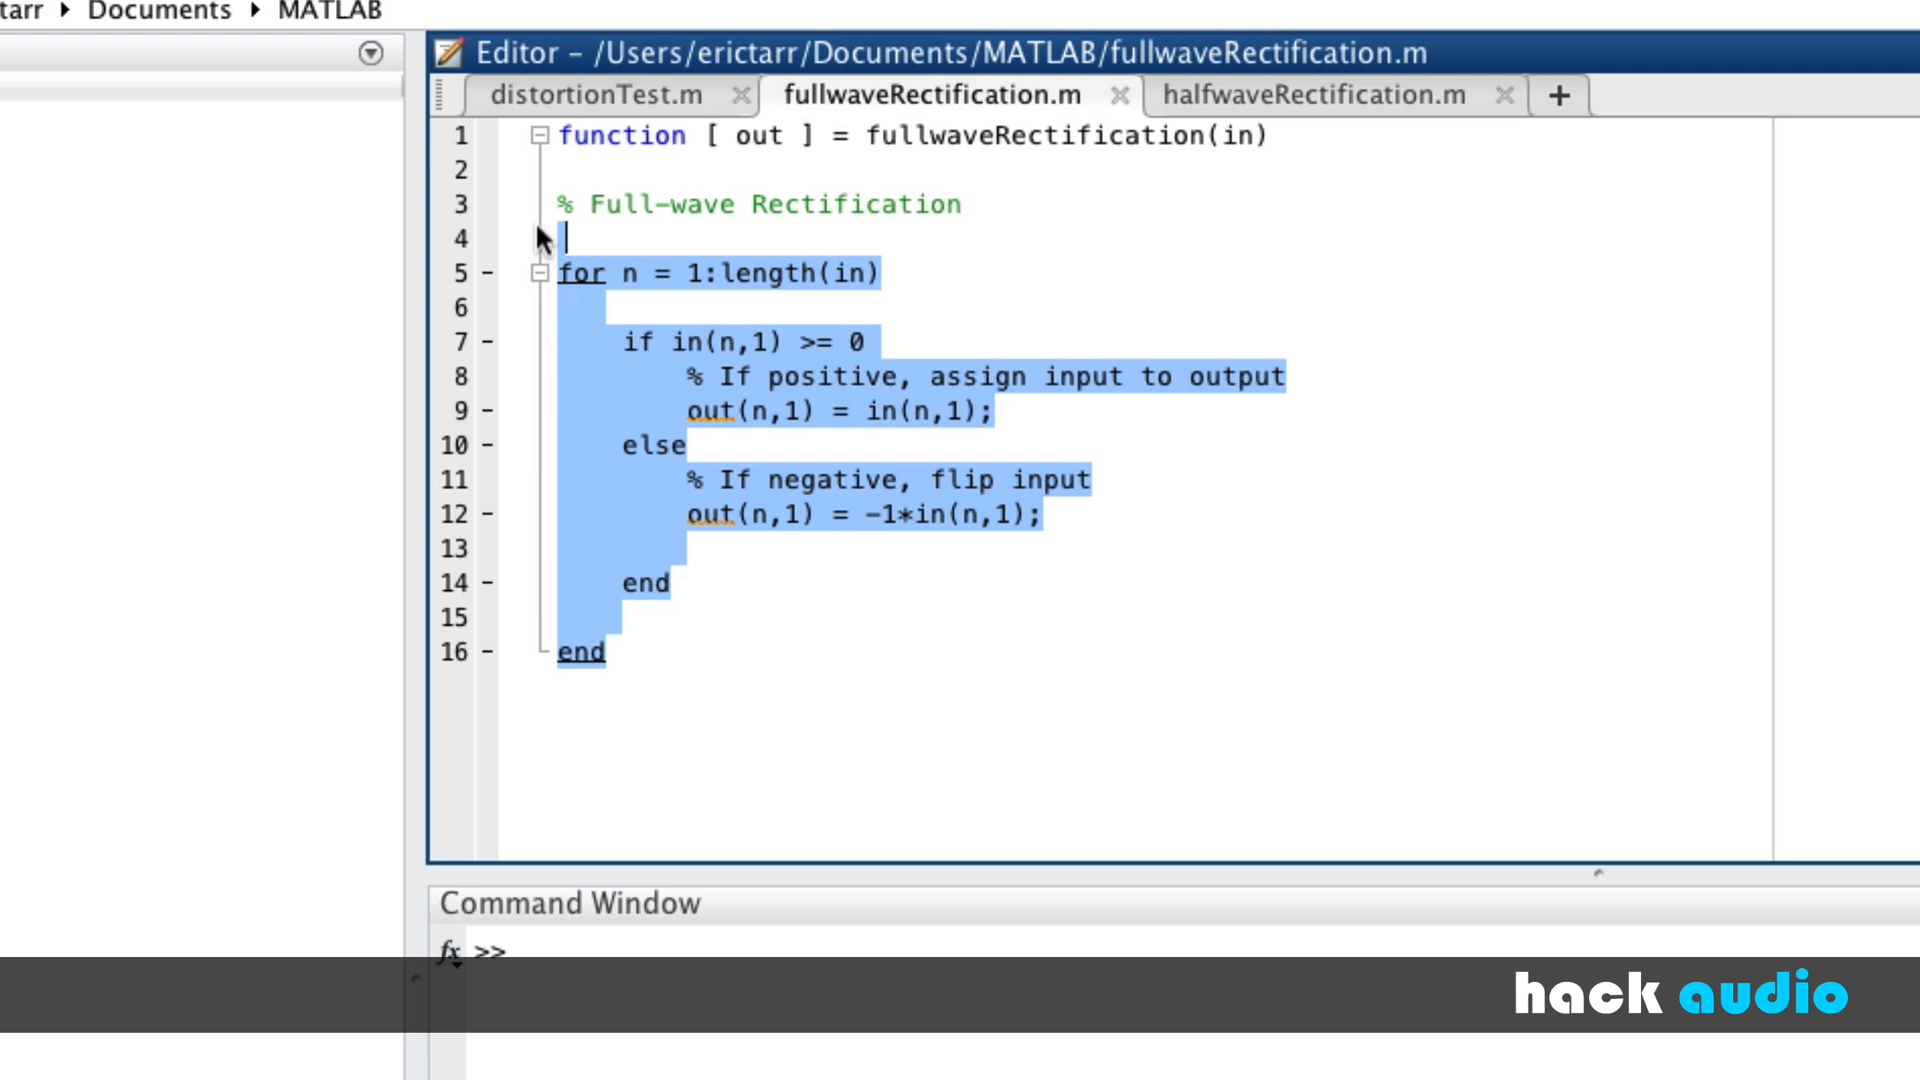 tarr ▸ Documents ▸ MATLAB
Editor – /Users/erictarr/Documents/MATLAB/fullwaveRectification.m
distortionTest.m fullwaveRectification.m halfwaveRectification.m +
1 function [ out ] = fullwaveRectification(in)
2
3 % Full-wave Rectification
4
5 - for n = 1:length(in)
6
7 - if in(n,1) >= 0
8 % If positive, assign input to output
9 - out(n,1) = in(n,1);
10 - else
11 % If negative, flip input
12 - out(n,1) = -1*in(n,1);
13
14 - end
15
16 - end
Command Window
fx >>
hack audio